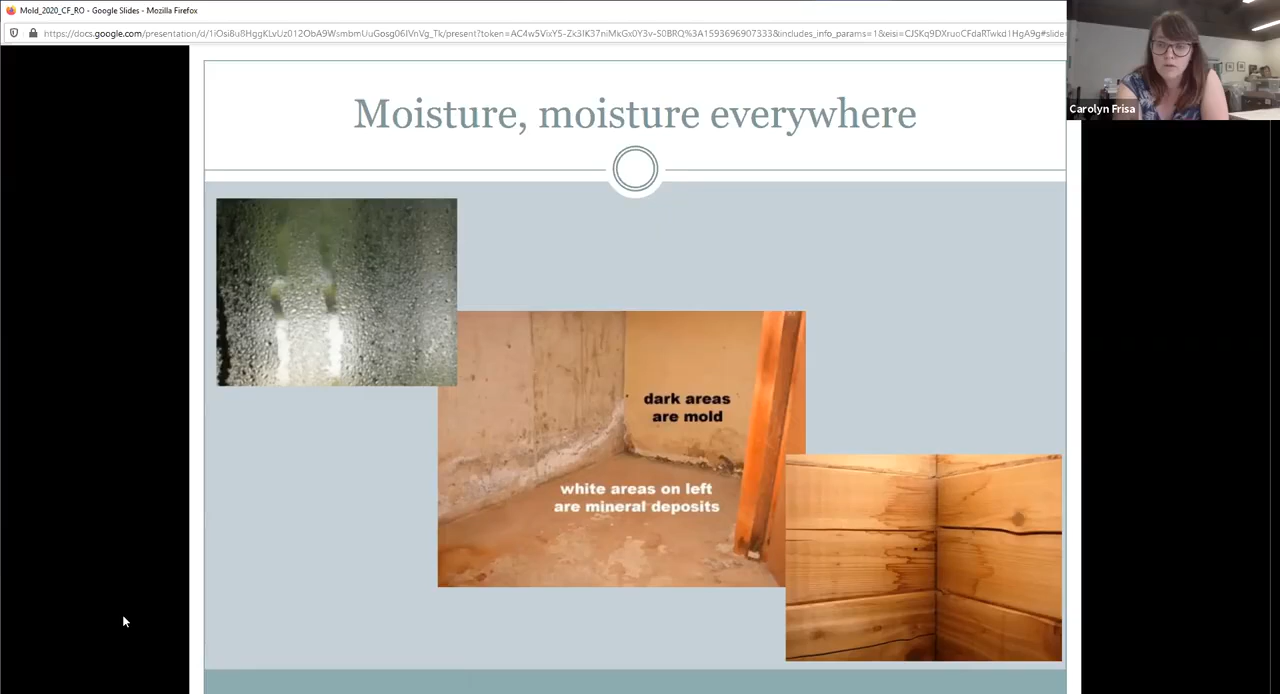 Mold_2020_CF_RO - Google Slides - Mozilla Firefox
Carolyn Frisa
Moisture, moisture everywhere
dark areas
are mold
white areas on left
are mineral deposits